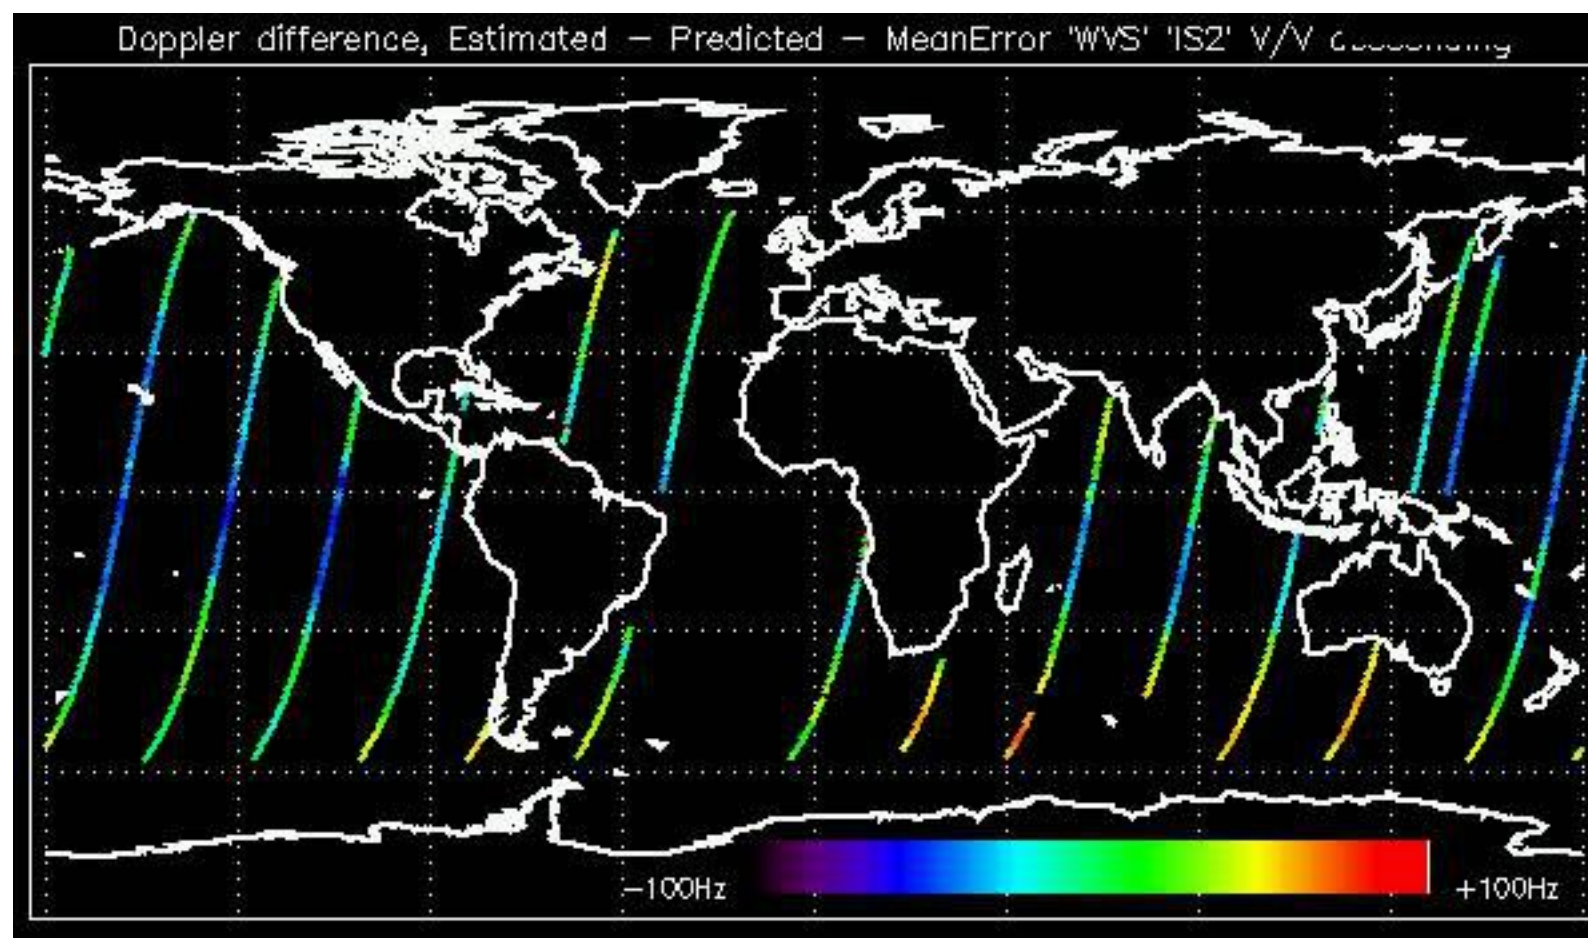 Doppler difference, Estimated – Predicted – MeanError 'WVS' 'IS2' V/V
-100Hz
+100Hz